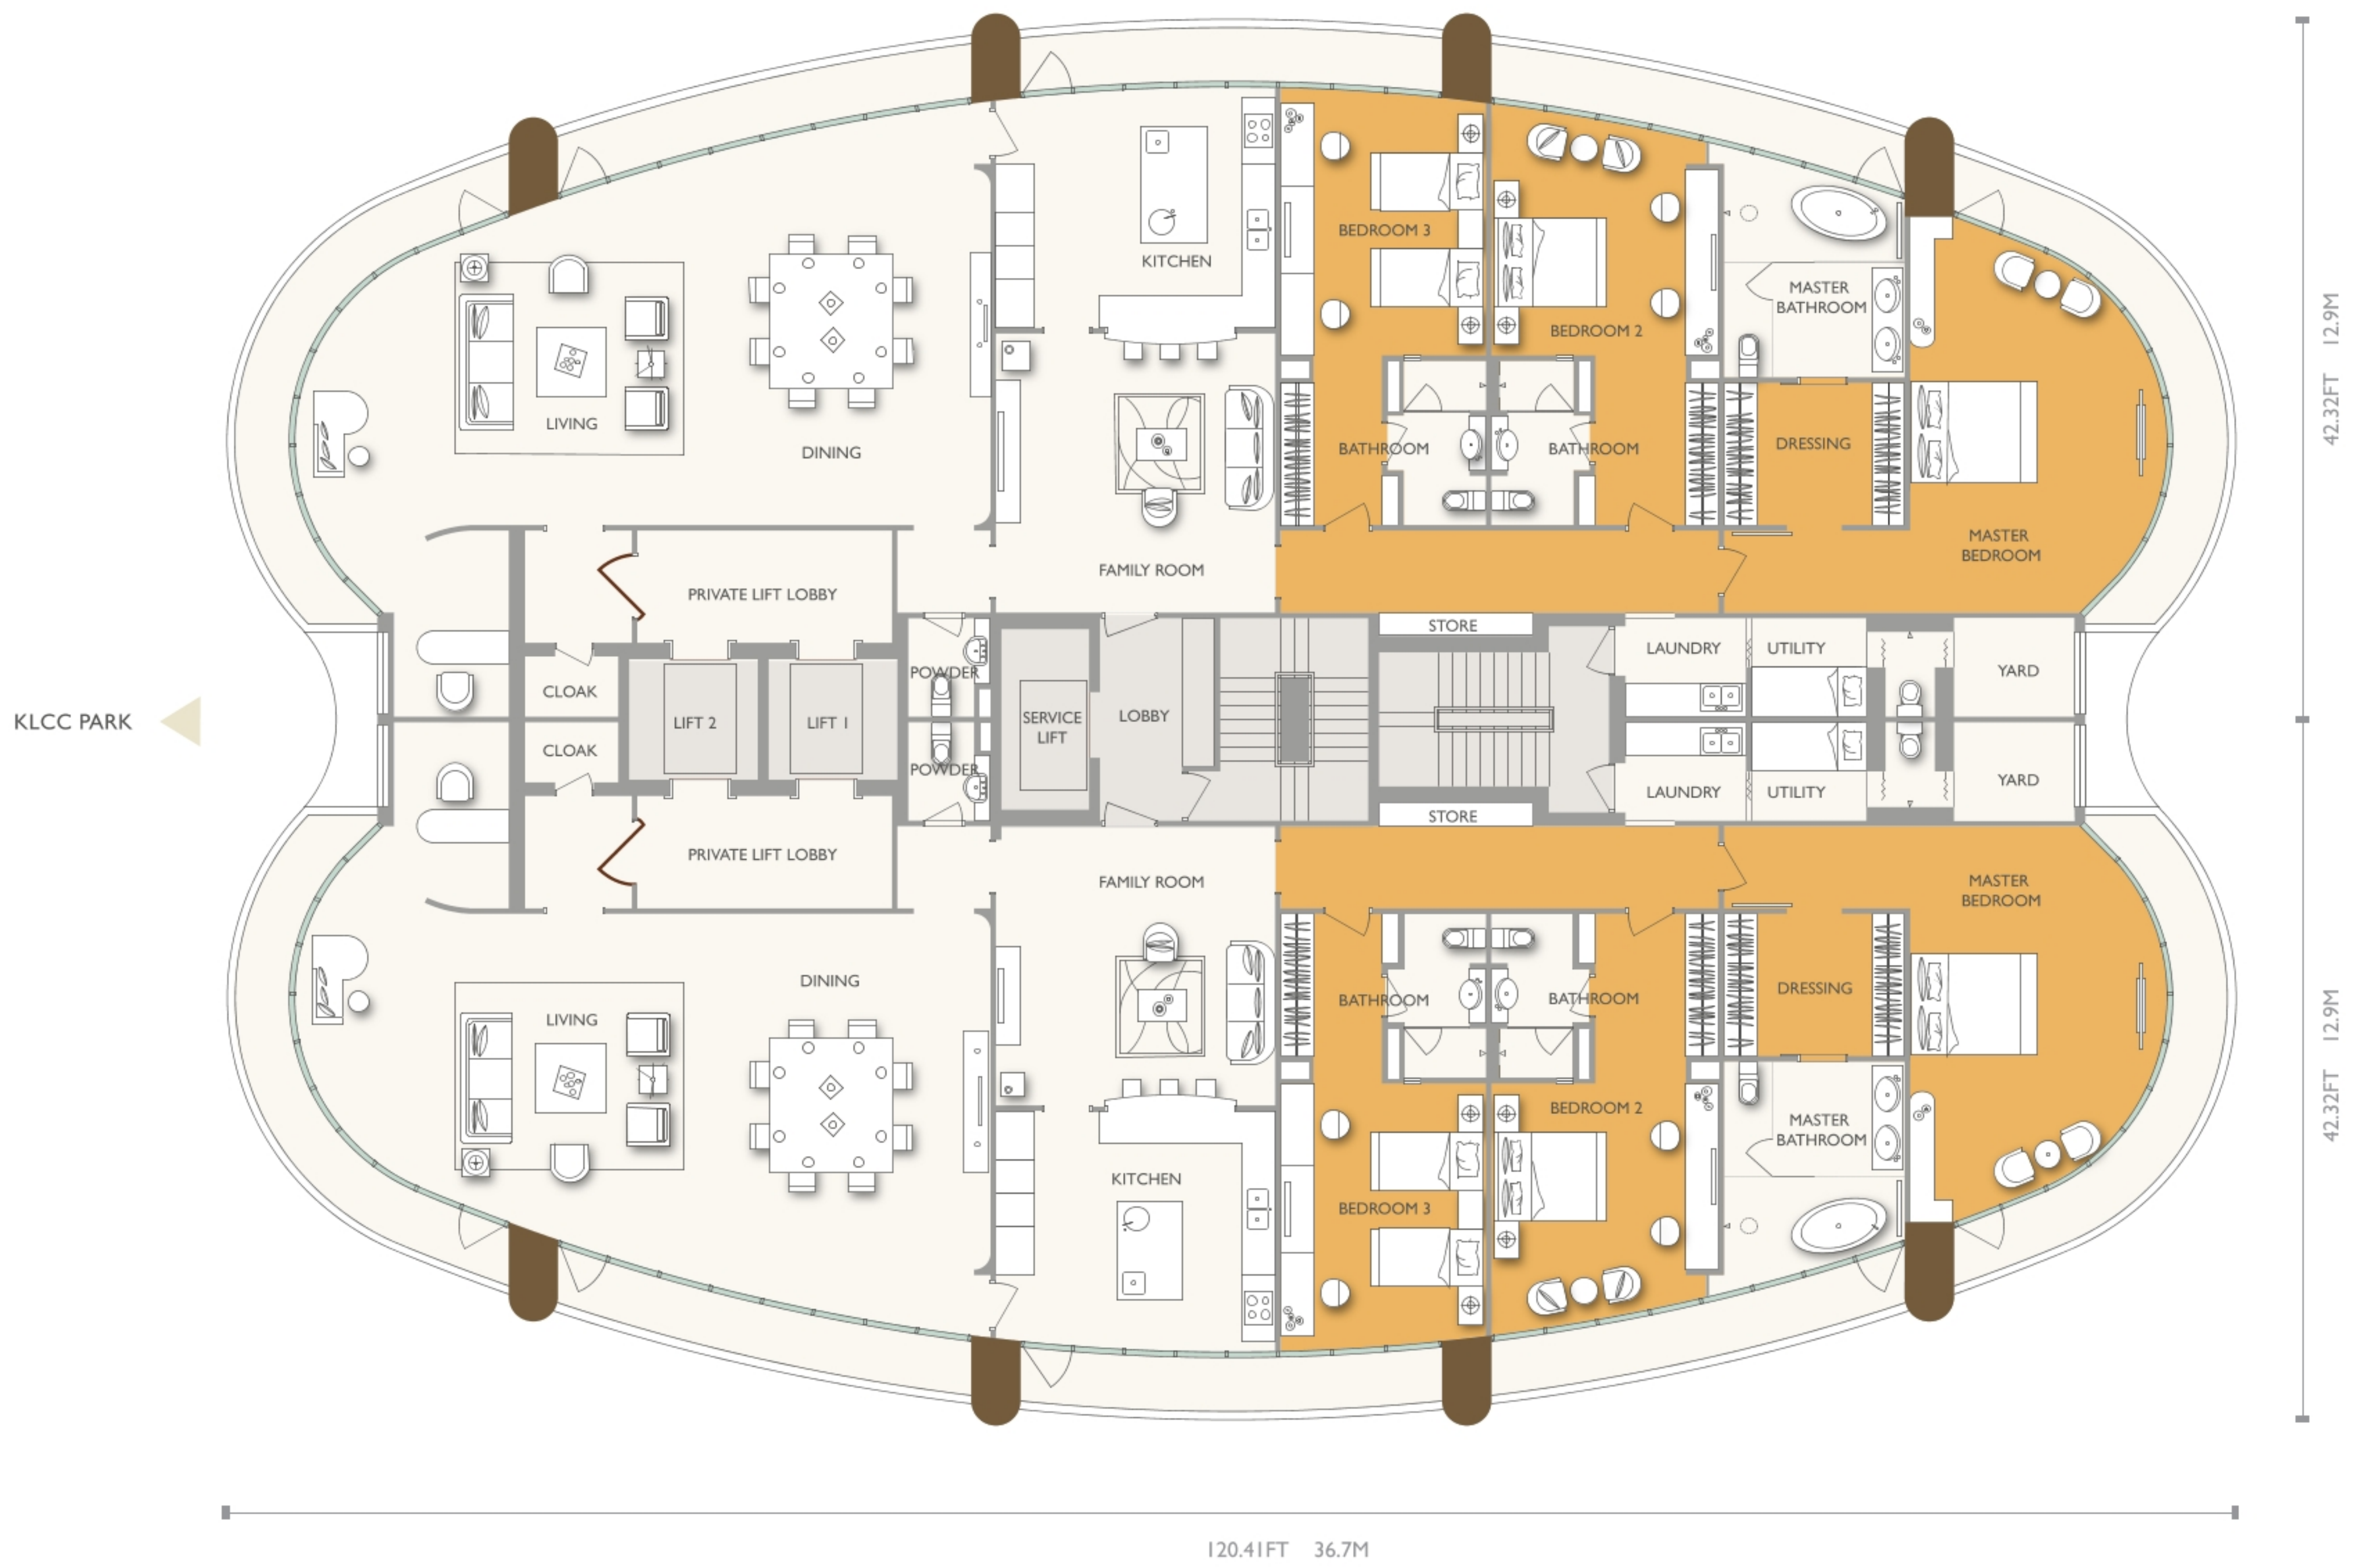 KITCHEN
BEDROOM 3
BEDROOM 2
MASTER
BATHROOM
LIVING
DINING
BATHROOM
BATHROOM
DRESSING
12.9M
42.32FT
MASTER
BEDROOM
FAMILY ROOM
PRIVATE LIFT LOBBY
STORE
LAUNDRY
UTILITY
YARD
POWDER
CLOAK
KLCC PARK
LIFT 2
LIFT 1
SERVICE
LIFT
LOBBY
CLOAK
POWDER
YARD
LAUNDRY
UTILITY
STORE
PRIVATE LIFT LOBBY
FAMILY ROOM
MASTER
BEDROOM
DINING
LIVING
BATHROOM
BATHROOM
DRESSING
12.9M
42.32FT
BEDROOM 2
MASTER
BATHROOM
KITCHEN
BEDROOM 3
120.41FT 36.7M